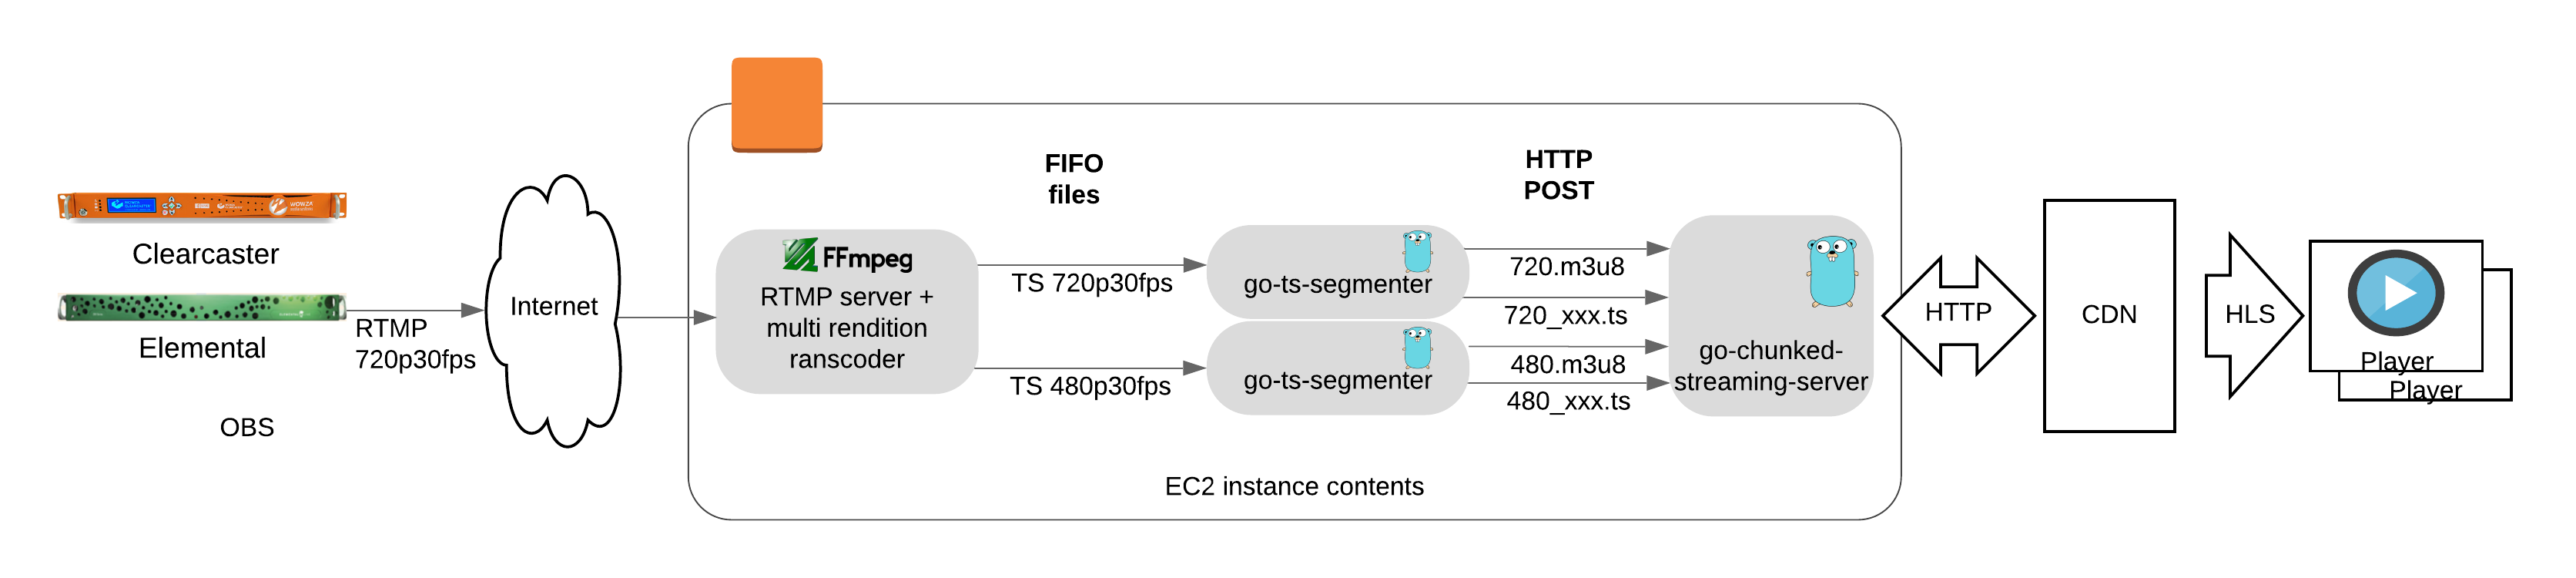 Clearcaster
Elemental
OBS
RTMP
720p30fps
Internet
FFmpeg
RTMP server +
multi rendition
ranscoder
FIFO
files
TS 720p30fps
TS 480p30fps
go-ts-segmenter
go-ts-segmenter
HTTP
POST
720.m3u8
720_xxx.ts
480.m3u8
480_xxx.ts
go-chunked-
streaming-server
EC2 instance contents
HTTP
CDN
HLS
Player
Player
WOWZA